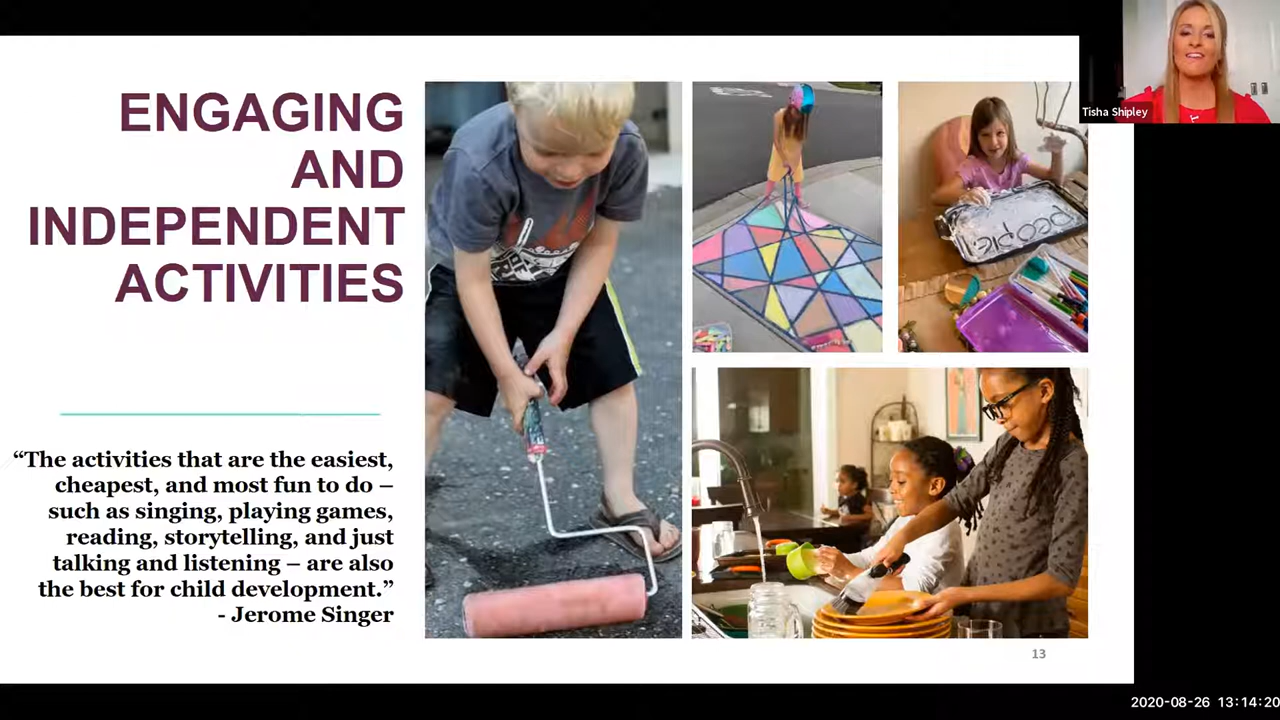 ENGAGING
AND
INDEPENDENT
ACTIVITIES
“The activities that are the easiest,
cheapest, and most fun to do –
such as singing, playing games,
reading, storytelling, and just
talking and listening – are also
the best for child development.”
- Jerome Singer
people
13
Tisha Shipley
2020-08-26 13:14:20